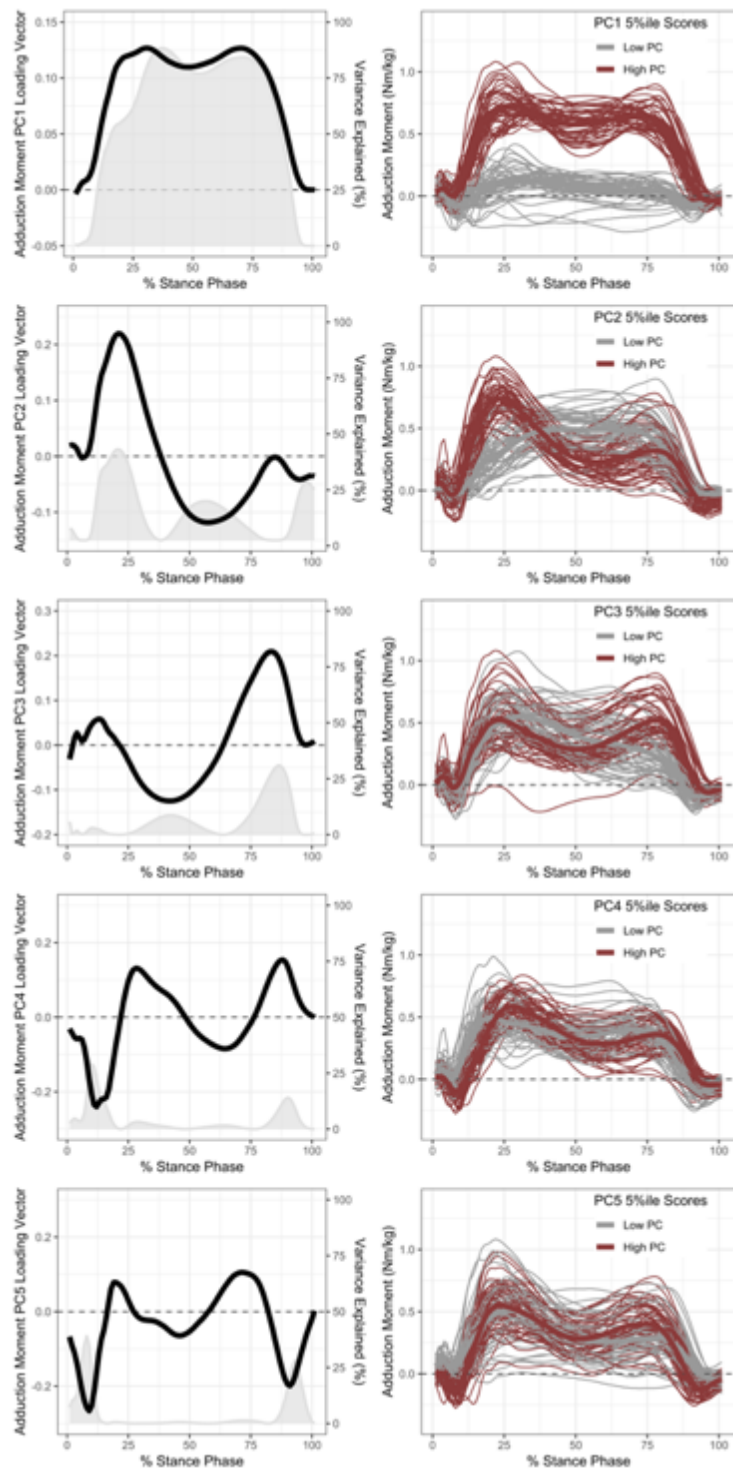 Adduction Moment PC1 Loading Vector
0.15
0.10
0.05
0.00
-0.05
100
75
50
25
0
Variance Explained (%)
0 25 50 75 100
% Stance Phase
PC1 5%ile Scores
Low PC
High PC
Adduction Moment (Nm/kg)
1.0
0.5
0.0
0 25 50 75 100
% Stance Phase
Adduction Moment PC2 Loading Vector
0.2
0.1
0.0
-0.1
100
75
50
25
0
Variance Explained (%)
0 25 50 75 100
% Stance Phase
PC2 5%ile Scores
Low PC
High PC
Adduction Moment (Nm/kg)
1.0
0.5
0.0
0 25 50 75 100
% Stance Phase
Adduction Moment PC3 Loading Vector
0.3
0.2
0.1
0.0
-0.1
-0.2
100
75
50
25
0
Variance Explained (%)
0 25 50 75 100
% Stance Phase
PC3 5%ile Scores
Low PC
High PC
Adduction Moment (Nm/kg)
1.0
0.5
0.0
0 25 50 75 100
% Stance Phase
Adduction Moment PC4 Loading Vector
0.2
0.0
-0.2
100
75
50
25
0
Variance Explained (%)
0 25 50 75 100
% Stance Phase
PC4 5%ile Scores
Low PC
High PC
Adduction Moment (Nm/kg)
1.0
0.5
0.0
0 25 50 75 100
% Stance Phase
Adduction Moment PC5 Loading Vector
0.2
0.0
-0.2
100
75
50
25
0
Variance Explained (%)
0 25 50 75 100
% Stance Phase
PC5 5%ile Scores
Low PC
High PC
Adduction Moment (Nm/kg)
1.0
0.5
0.0
0 25 50 75 100
% Stance Phase